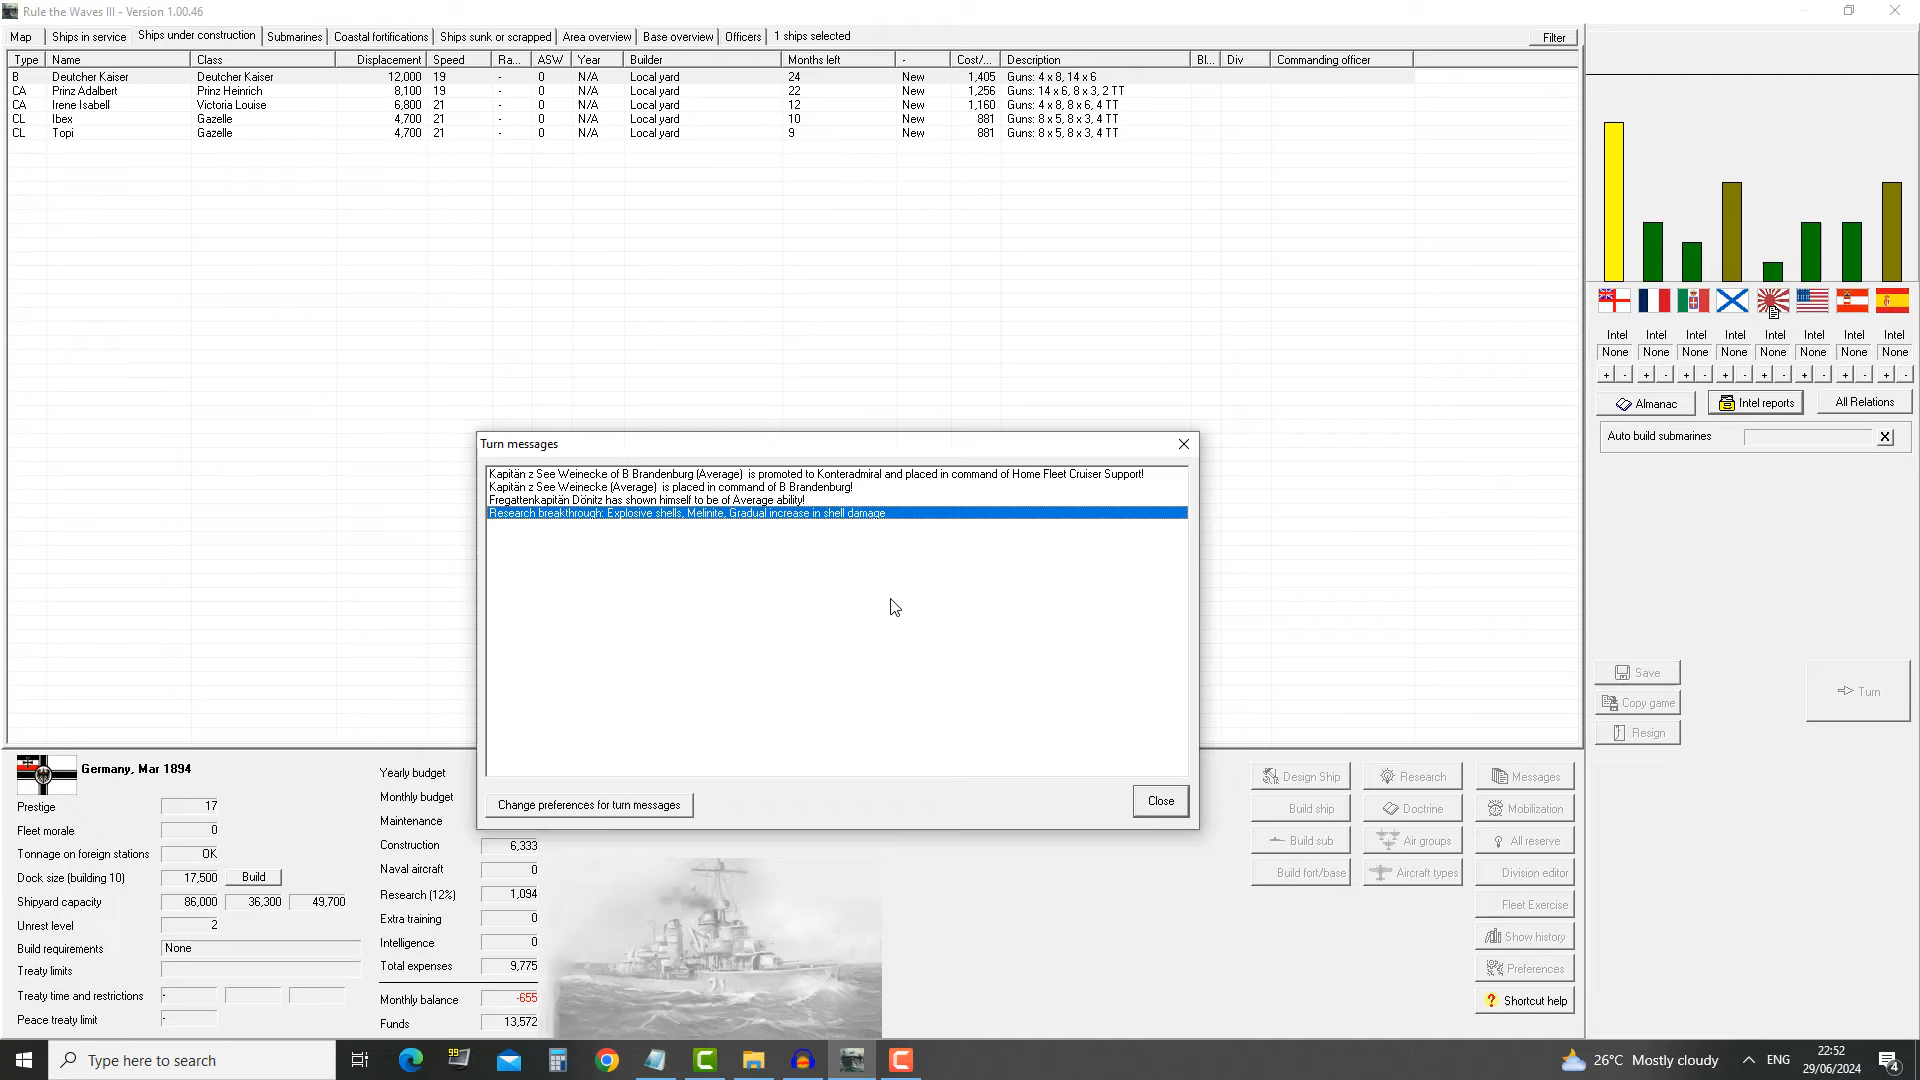 Rule the Waves III - Version 1.00.46
Map Ships in service Ships under construction Submarines Coastal fortifications Ships sunk or scrapped Area overview Base overview Officers 1 ships selected Filter
Type Name Class Displacement Speed Ra... ASW Year Builder Months left - Cost/... Description Bl... Div Commanding officer
B Deutcher Kaiser Deutcher Kaiser 12,000 19 - 0 N/A Local yard 24 New 1,405 Guns: 4 x 8, 14 x 6
CA Prinz Adalbert Prinz Heinrich 8,100 19 - 0 N/A Local yard 22 New 1,256 Guns: 14 x 6, 8 x 3, 2 TT
CA Irene Isabell Victoria Louise 6,800 21 - 0 N/A Local yard 12 New 1,160 Guns: 4 x 8, 8 x 6, 4 TT
CL Ibex Gazelle 4,700 21 - 0 N/A Local yard 10 New 881 Guns: 8 x 5, 8 x 3, 4 TT
CL Topi Gazelle 4,700 21 - 0 N/A Local yard 9 New 881 Guns: 8 x 5, 8 x 3, 4 TT
Intel Intel Intel Intel Intel Intel Intel Intel
None None None None None None None None
+ - + - + - + - + - + - + - + -
Almanac Intel reports All Relations
Auto build submarines X
Turn messages
Kapitän z See Weinecke of B Brandenburg (Average) is promoted to Konteradmiral and placed in command of Home Fleet Cruiser Support!
Kapitän z See Weinecke (Average) is placed in command of B Brandenburg!
Fregattenkapitän Dönitz has shown himself to be of Average ability!
Research breakthrough: Explosive shells, Melinite, Gradual increase in shell damage
Change preferences for turn messages Close
Save
Copy game
Resign
Turn
Germany, Mar 1894
Prestige 17
Fleet morale 0
Tonnage on foreign stations OK
Dock size (building 10) 17,500 Build
Shipyard capacity 86,000 36,300 49,700
Unrest level 2
Build requirements None
Treaty limits
Treaty time and restrictions -
Peace treaty limit -
Yearly budget
Monthly budget
Maintenance
Construction 6,333
Naval aircraft 0
Research (12%) 1,094
Extra training 0
Intelligence 0
Total expenses 9,775
Monthly balance -655
Funds 13,572
Design Ship Research Messages
Build ship Doctrine Mobilization
Build sub Air groups All reserve
Build fort/base Aircraft types Division editor
Fleet Exercise
Show history
Preferences
? Shortcut help
Type here to search
99
26°C Mostly cloudy ENG 22:52
29/06/2024
4